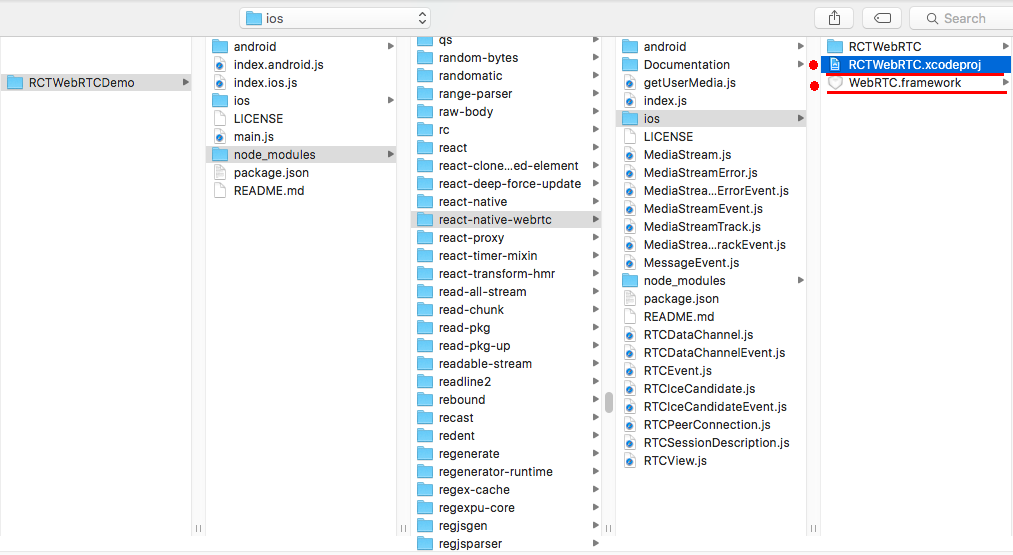 ios
Search
RCTWebRTCDemo
android
index.android.js
index.ios.js
ios
LICENSE
main.js
node_modules
package.json
README.md
qs
random-bytes
randomatic
range-parser
raw-body
rc
react
react-clone...ed-element
react-deep-force-update
react-native
react-native-webrtc
react-proxy
react-timer-mixin
react-transform-hmr
read-all-stream
read-chunk
read-pkg
read-pkg-up
readable-stream
readline2
rebound
recast
redent
regenerate
regenerator-runtime
regex-cache
regexpu-core
regjsgen
regjsparser
android
Documentation
getUserMedia.js
index.js
ios
LICENSE
MediaStream.js
MediaStreamError.js
MediaStrea...ErrorEvent.js
MediaStreamEvent.js
MediaStreamTrack.js
MediaStrea...rackEvent.js
MessageEvent.js
node_modules
package.json
README.md
RTCDataChannel.js
RTCDataChannelEvent.js
RTCEvent.js
RTCIceCandidate.js
RTCIceCandidateEvent.js
RTCPeerConnection.js
RTCSessionDescription.js
RTCView.js
RCTWebRTC
RCTWebRTC.xcodeproj
WebRTC.framework